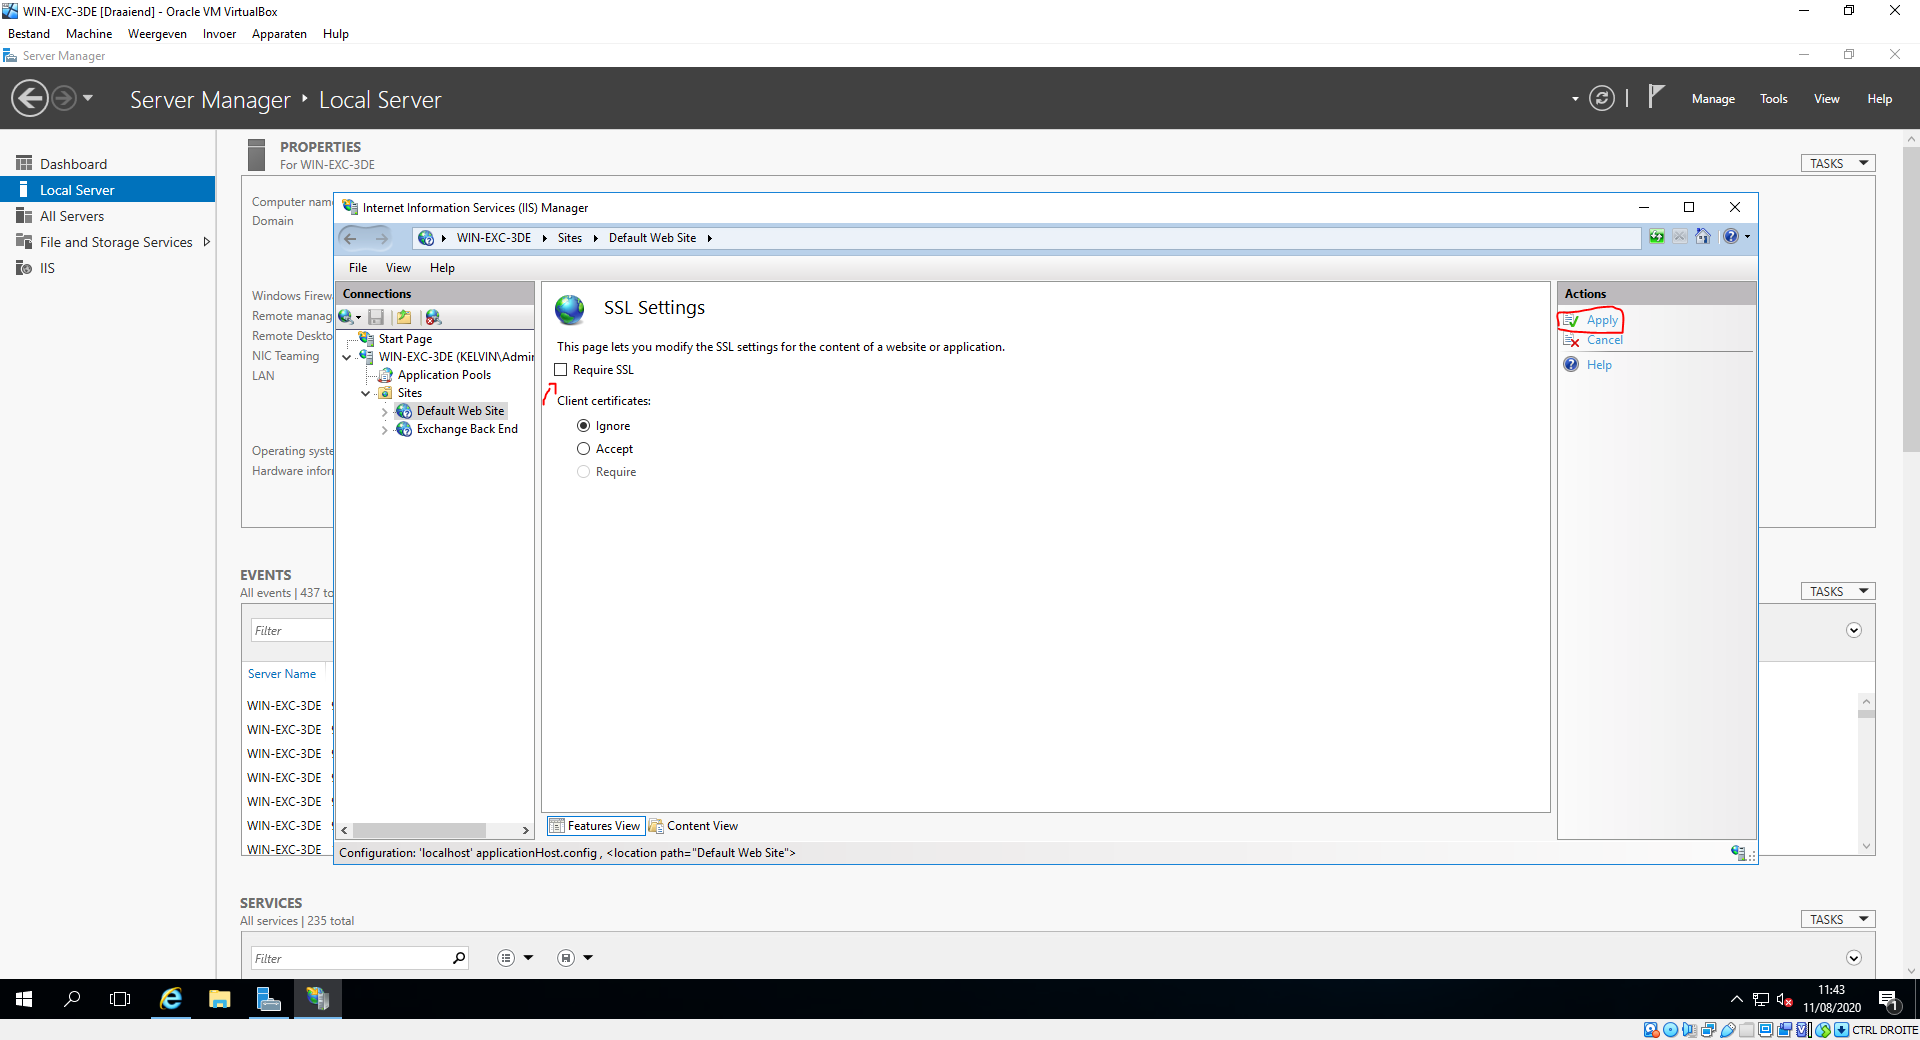 WIN-EXC-3DE [Draaiend] - Oracle VM VirtualBox
Bestand Machine Weergeven Invoer Apparaten Hulp
Server Manager
Server Manager Local Server
Manage Tools View Help
Dashboard
Local Server
All Servers
File and Storage Services
IIS
PROPERTIES
For WIN-EXC-3DE
TASKS
Computer name
Domain
Windows Firew
Remote manag
Remote Deskto
NIC Teaming
LAN
Operating syste
Hardware infor
Internet Information Services (IIS) Manager
WIN-EXC-3DE Sites Default Web Site
File View Help
Connections
Start Page
WIN-EXC-3DE (KELVIN\Admir
Application Pools
Sites
Default Web Site
Exchange Back End
SSL Settings
This page lets you modify the SSL settings for the content of a website or application.
Require SSL
Client certificates:
Ignore
Accept
Require
Features View Content View
Actions
Apply
Cancel
Help
Configuration: 'localhost' applicationHost.config , <location path="Default Web Site">
EVENTS
All events | 437 to
TASKS
Filter
Server Name
WIN-EXC-3DE
WIN-EXC-3DE
WIN-EXC-3DE
WIN-EXC-3DE
WIN-EXC-3DE
WIN-EXC-3DE
WIN-EXC-3DE
SERVICES
All services | 235 total
TASKS
Filter
11:43
11/08/2020
1
CTRL DROITE